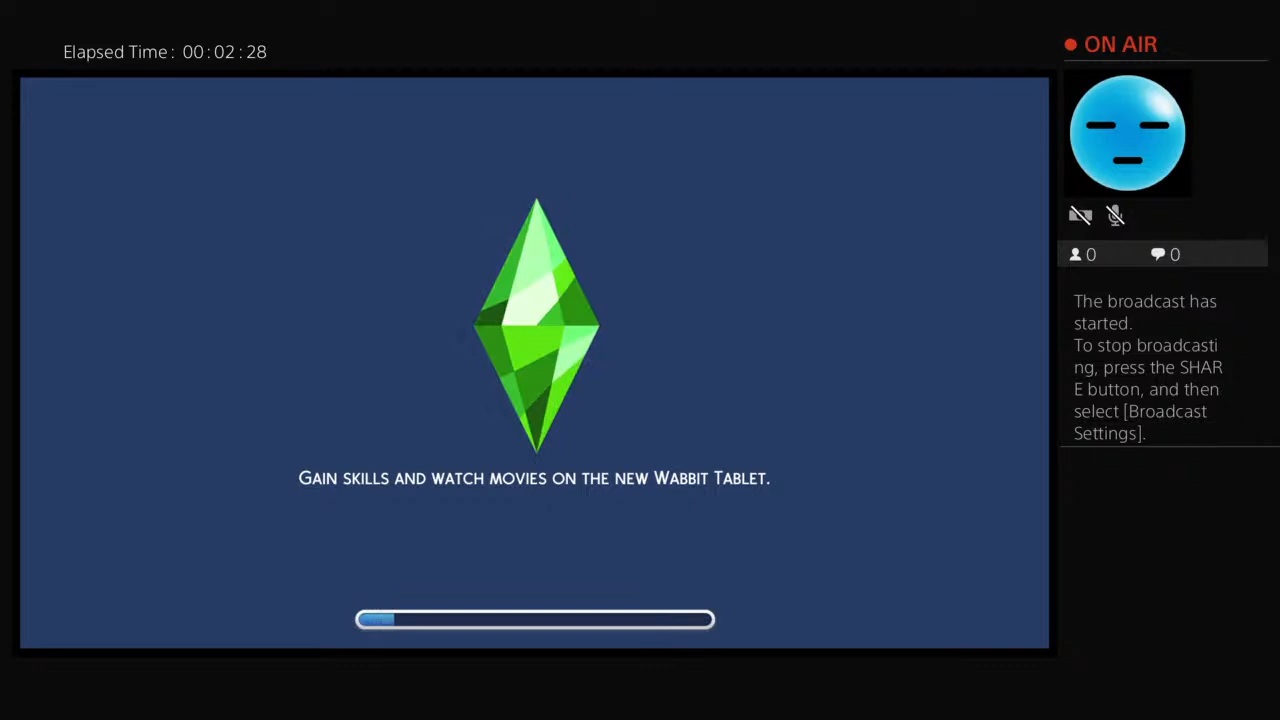 Elapsed Time: 00:02:28
ON AIR
0 0
The broadcast has
started.
To stop broadcasti
ng, press the SHAR
E button, and then
select [Broadcast
Settings].
GAIN SKILLS AND WATCH MOVIES ON THE NEW WABBIT TABLET.